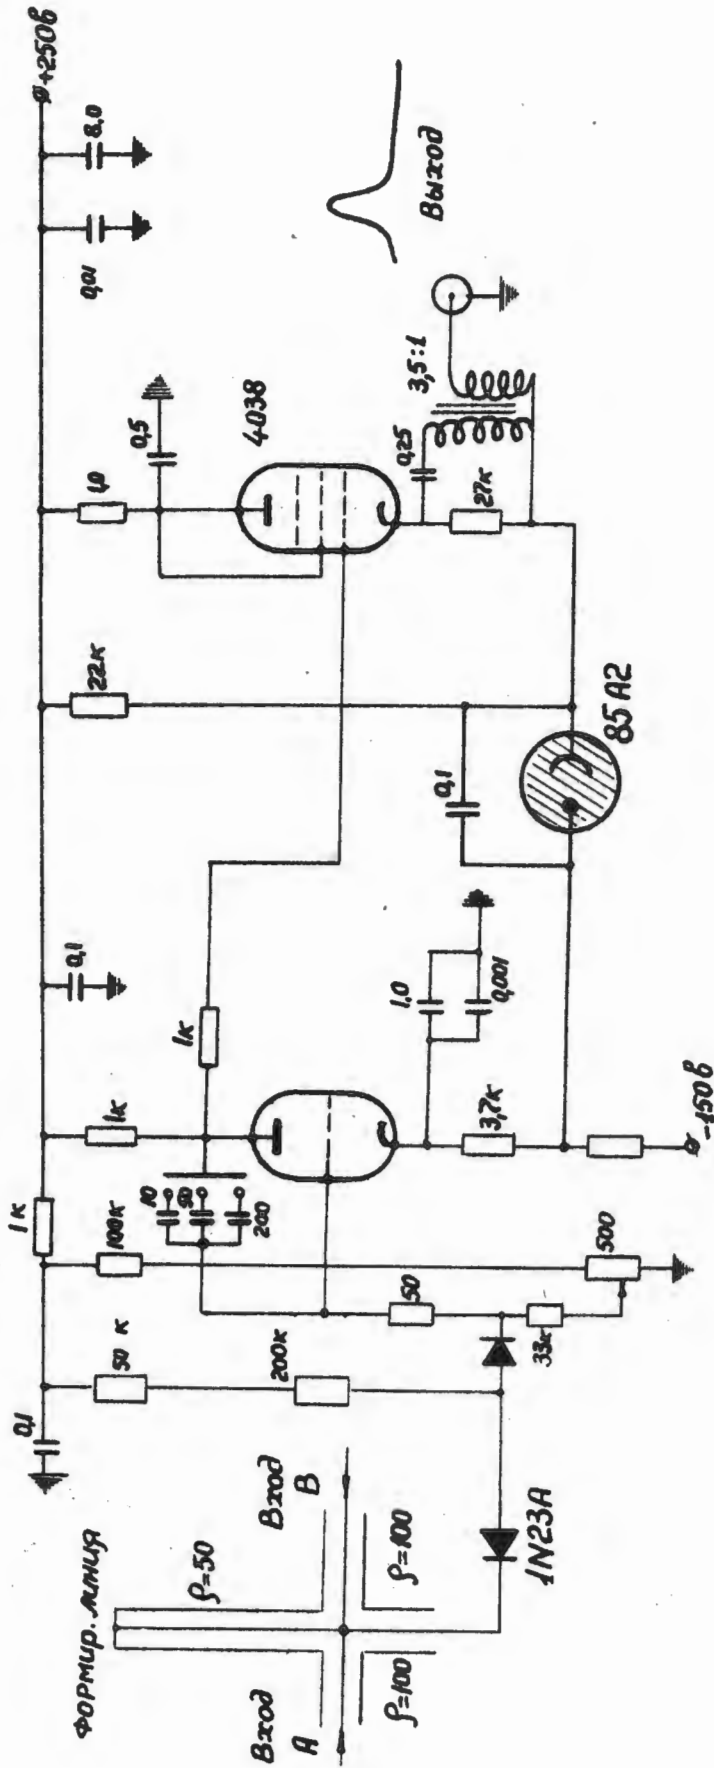 формир. линия
ρ=50
Вход
А
Вход
В
ρ=100
ρ=100
1N23A
0,1
50 к
200к
1 к
100к
50
33к
500
10
200
1к
1к
3,7к
-150в
0,1
1,0
0,001
0,1
85А2
22к
1,0
0,5
4038
0,25
27к
3,5:1
0,01
8,0
+250в
Выход